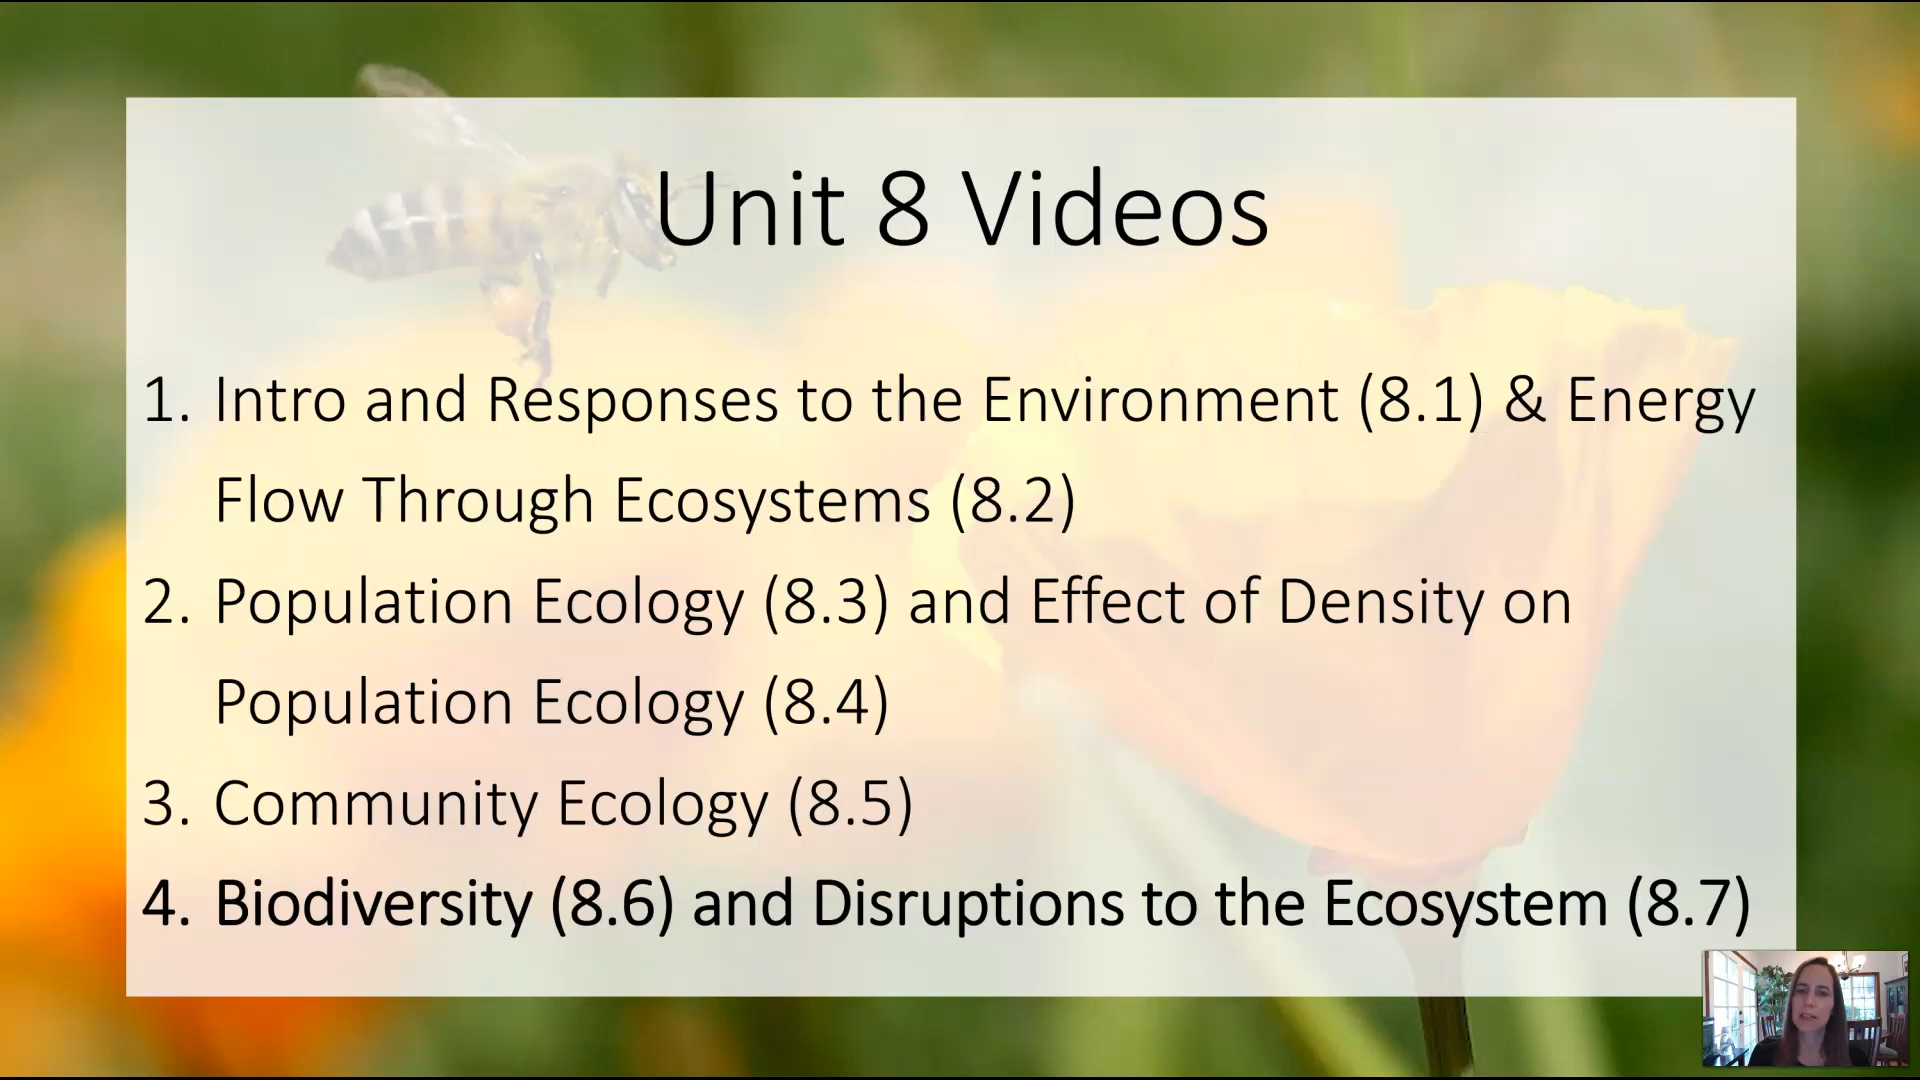 Unit 8 Videos
1. Intro and Responses to the Environment (8.1) & Energy
Flow Through Ecosystems (8.2)
2. Population Ecology (8.3) and Effect of Density on
Population Ecology (8.4)
3. Community Ecology (8.5)
4. Biodiversity (8.6) and Disruptions to the Ecosystem (8.7)